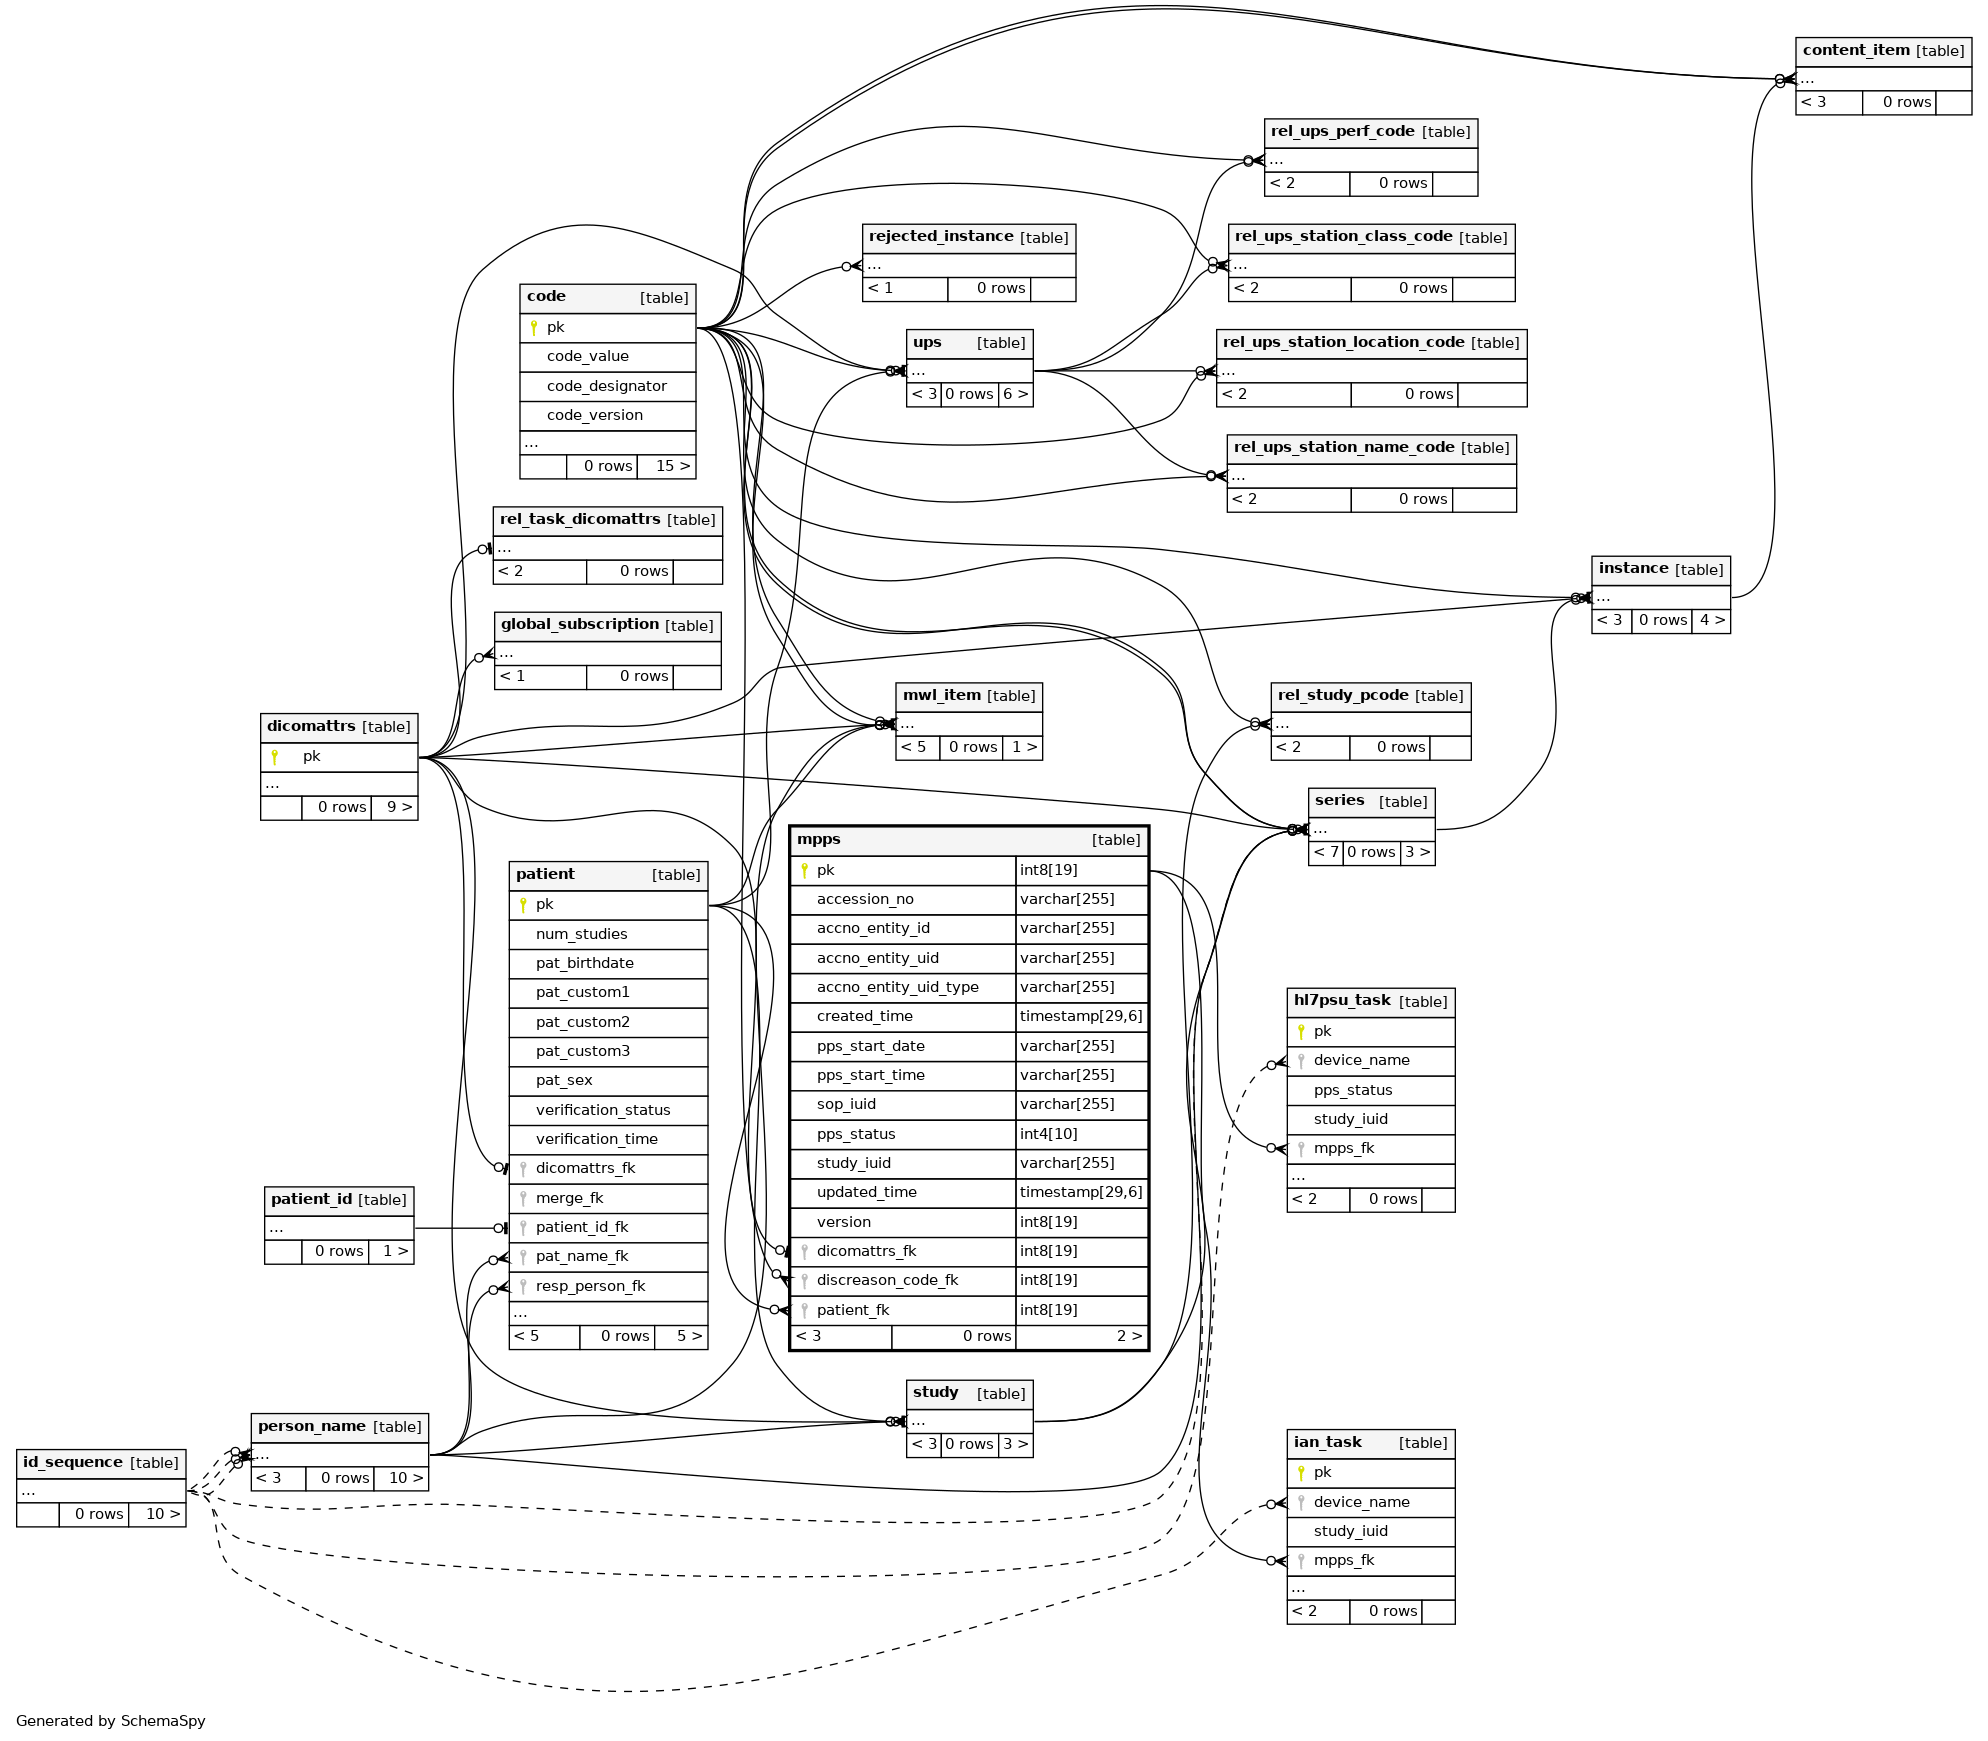 content_item [table]
...
< 3 0 rows
rel_ups_perf_code [table]
...
< 2 0 rows
rejected_instance [table]
...
< 1 0 rows
rel_ups_station_class_code [table]
...
< 2 0 rows
code [table]
pk
code_value
code_designator
code_version
...
0 rows 15 >
ups [table]
...
< 3 0 rows 6 >
rel_ups_station_location_code [table]
...
< 2 0 rows
rel_ups_station_name_code [table]
...
< 2 0 rows
rel_task_dicomattrs [table]
...
< 2 0 rows
instance [table]
...
< 3 0 rows 4 >
global_subscription [table]
...
< 1 0 rows
dicomattrs [table]
pk
...
0 rows 9 >
mwl_item [table]
...
< 5 0 rows 1 >
rel_study_pcode [table]
...
< 2 0 rows
series [table]
...
< 7 0 rows 3 >
patient [table]
pk
num_studies
pat_birthdate
pat_custom1
pat_custom2
pat_custom3
pat_sex
verification_status
verification_time
dicomattrs_fk
merge_fk
patient_id_fk
pat_name_fk
resp_person_fk
...
< 5 0 rows 5 >
mpps [table]
pk int8[19]
accession_no varchar[255]
accno_entity_id varchar[255]
accno_entity_uid varchar[255]
accno_entity_uid_type varchar[255]
created_time timestamp[29,6]
pps_start_date varchar[255]
pps_start_time varchar[255]
sop_iuid varchar[255]
pps_status int4[10]
study_iuid varchar[255]
updated_time timestamp[29,6]
version int8[19]
dicomattrs_fk int8[19]
discreason_code_fk int8[19]
patient_fk int8[19]
< 3 0 rows 2 >
hl7psu_task [table]
pk
device_name
pps_status
study_iuid
mpps_fk
...
< 2 0 rows
patient_id [table]
...
0 rows 1 >
study [table]
...
< 3 0 rows 3 >
person_name [table]
...
< 3 0 rows 10 >
id_sequence [table]
...
0 rows 10 >
ian_task [table]
pk
device_name
study_iuid
mpps_fk
...
< 2 0 rows
Generated by SchemaSpy